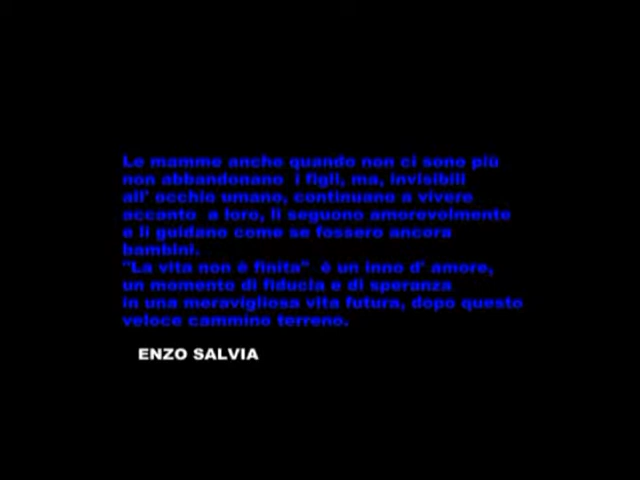 Le mamme anche quando non ci sono più
non abbandonano i figli, ma, invisibili
all' occhio umano, continuano a vivere
accanto a loro, li seguono amorevolmente
e li guidano come se fossero ancora
bambini.
"La vita non è finita" é un inno d' amore,
un momento di fiducia e di speranza
in una meravigliosa vita futura, dopo questo
veloce cammino terreno.
ENZO SALVIA